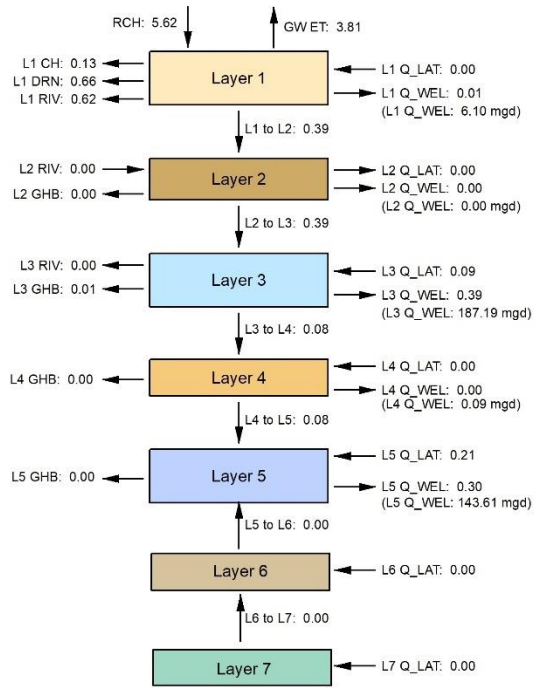 RCH: 5.62
GW ET: 3.81
L1 CH: 0.13
L1 DRN: 0.66
L1 RIV: 0.62
Layer 1
L1 Q_LAT: 0.00
L1 Q_WEL: 0.01
(L1 Q_WEL: 6.10 mgd)
L1 to L2: 0.39
L2 RIV: 0.00
L2 GHB: 0.00
Layer 2
L2 Q_LAT: 0.00
L2 Q_WEL: 0.00
(L2 Q_WEL: 0.00 mgd)
L2 to L3: 0.39
L3 RIV: 0.00
L3 GHB: 0.01
Layer 3
L3 Q_LAT: 0.09
L3 Q_WEL: 0.39
(L3 Q_WEL: 187.19 mgd)
L3 to L4: 0.08
L4 GHB: 0.00
Layer 4
L4 Q_LAT: 0.00
L4 Q_WEL: 0.00
(L4 Q_WEL: 0.09 mgd)
L4 to L5: 0.08
L5 GHB: 0.00
Layer 5
L5 Q_LAT: 0.21
L5 Q_WEL: 0.30
(L5 Q_WEL: 143.61 mgd)
L5 to L6: 0.00
Layer 6
L6 Q_LAT: 0.00
L6 to L7: 0.00
Layer 7
L7 Q_LAT: 0.00